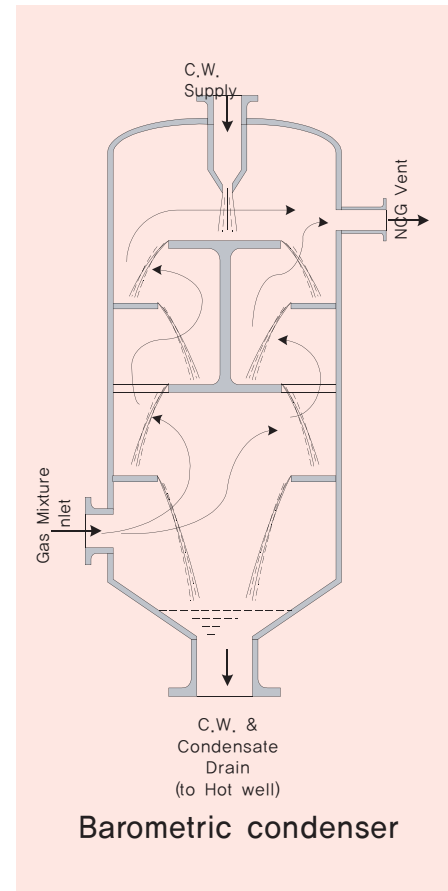 C.W.
Supply
NCG Vent
Gas Mixture
Inlet
C.W. &
Condensate
Drain
(to Hot well)
Barometric condenser